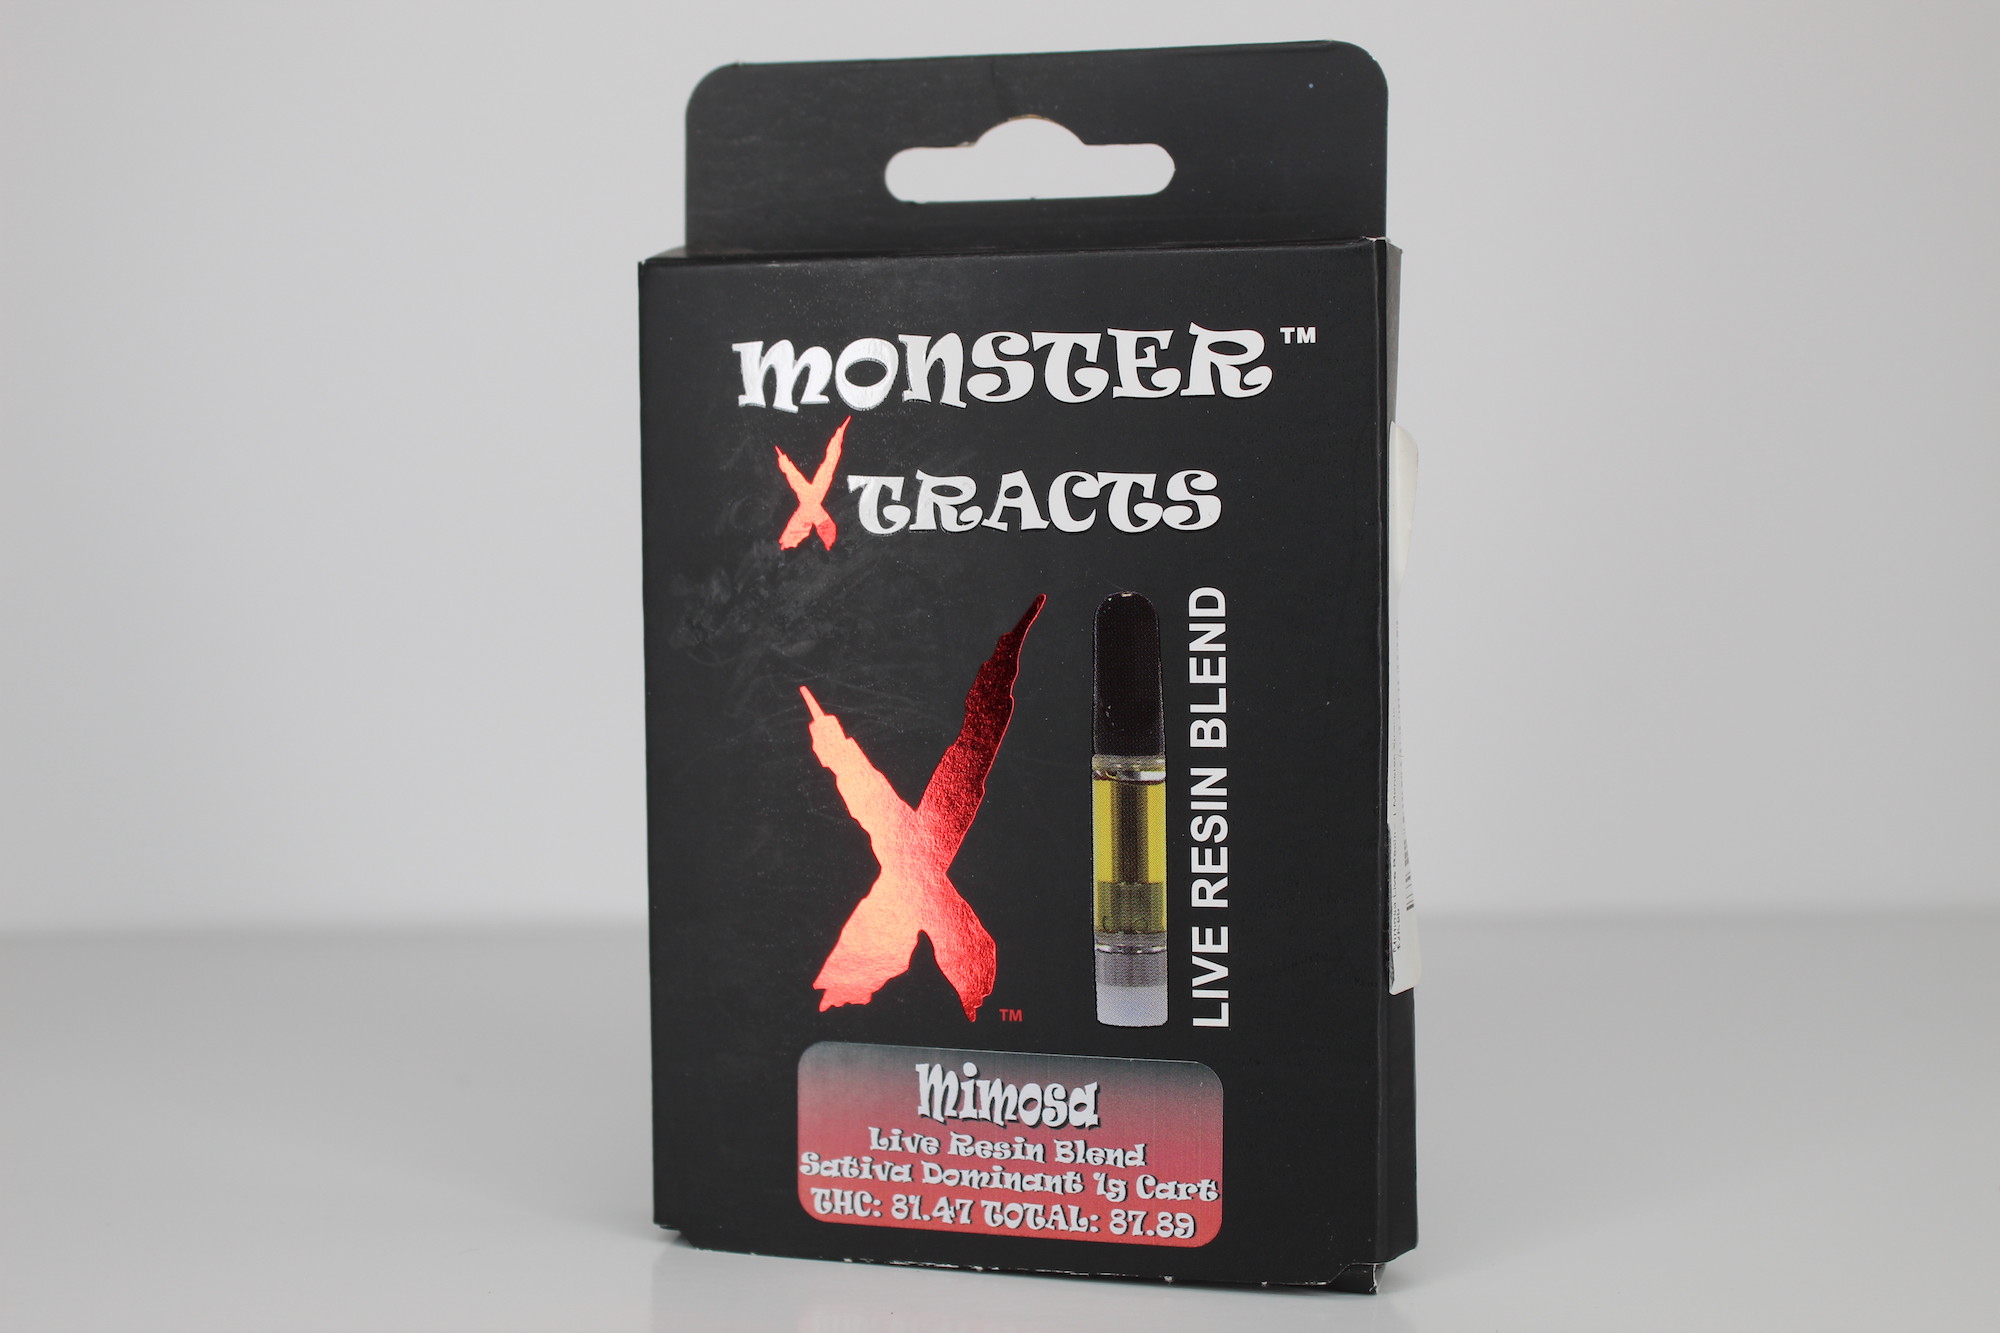 MONSTER™
XTRACTS
TM
LIVE RESIN BLEND
Mimosa
Live Resin Blend
Sativa Dominant 1g Cart
THC: 81.47 TOTAL: 87.89